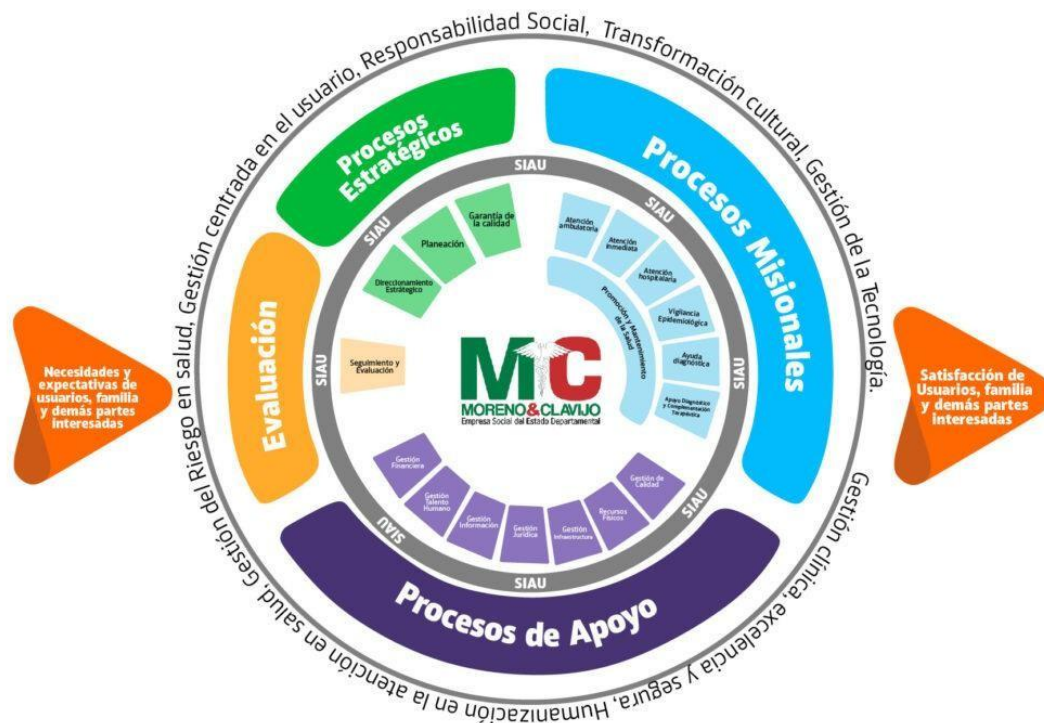 Gestión clínica, excelencia y segura, Humanización en la atención en salud, Gestión del Riesgo en salud, Gestión centrada en el usuario, Responsabilidad Social, Transformación cultural, Gestión de la Tecnología.
Necesidades y
expectativas de
usuarios, familia
y demás partes
interesadas
Procesos
Estratégicos
Procesos Misionales
Evaluación
Procesos de Apoyo
SIAU
SIAU
SIAU
SIAU
SIAU
SIAU
SIAU
SIAU
Direccionamiento
Estratégico
Planeación
Garantía de
la calidad
Atención
ambulatoria
Atención
inmediata
Atención
hospitalaria
Vigilancia
Epidemiológica
Ayuda
diagnóstica
Apoyo Diagnóstico
y Complementación
Terapéutica
Promoción y Mantenimiento
de la Salud
Seguimiento y
Evaluación
MC
MORENO&CLAVIJO
Empresa Social del Estado Departamental
Gestión
Financiera
Gestión
Talento
Humano
Gestión
Información
Gestión
Jurídica
Gestión
Infraestructura
Recursos
Físicos
Gestión de
Calidad
Satisfacción de
Usuarios, familia
y demás partes
interesadas